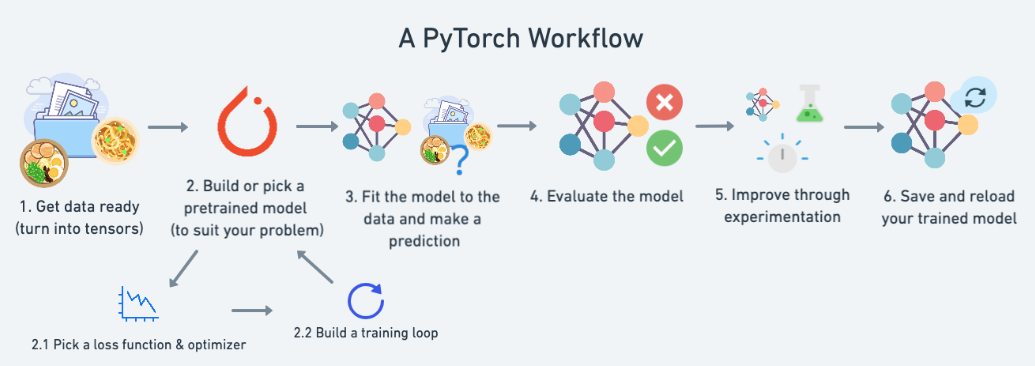 A PyTorch Workflow
1. Get data ready
(turn into tensors)
2. Build or pick a
pretrained model
(to suit your problem)
3. Fit the model to the
data and make a
prediction
4. Evaluate the model
5. Improve through
experimentation
6. Save and reload
your trained model
2.1 Pick a loss function & optimizer
2.2 Build a training loop